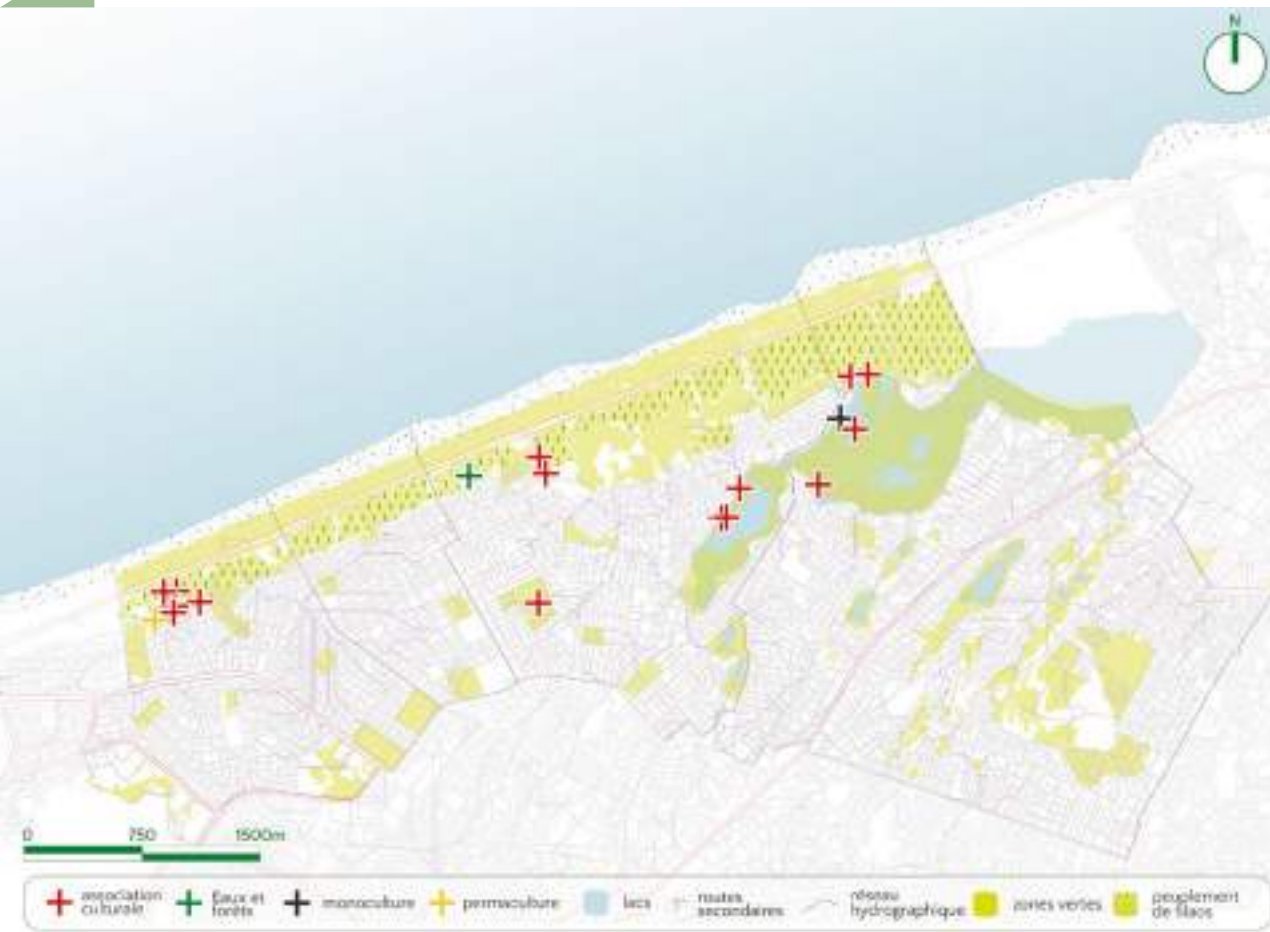 N
0 750 1500m
association
culturale
Eaux et
forêts
monoculture
permaculture
lacs
routes
secondaires
réseau
hydrographique
zones vertes
peuplement
de filaos